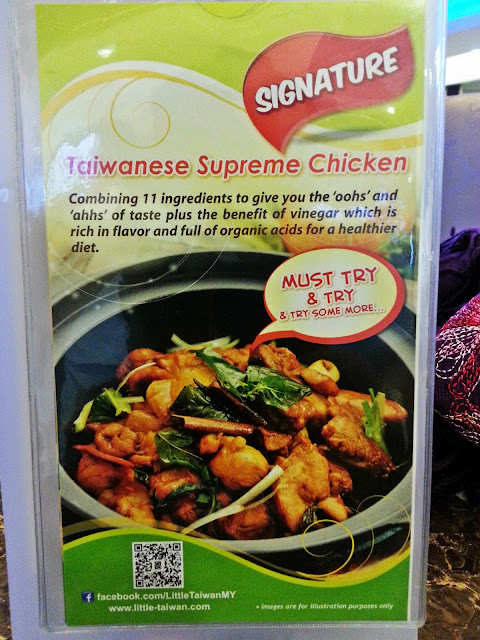 SIGNATURE
Taiwanese Supreme Chicken
Combining 11 ingredients to give you the 'oohs' and
'ahhs' of taste plus the benefit of vinegar which is
rich in flavor and full of organic acids for a healthier
diet.
MUST TRY
& TRY
& TRY SOME MORE...
f facebook.com/LittleTaiwanMY
www.little-taiwan.com
• images are for illustration purposes only